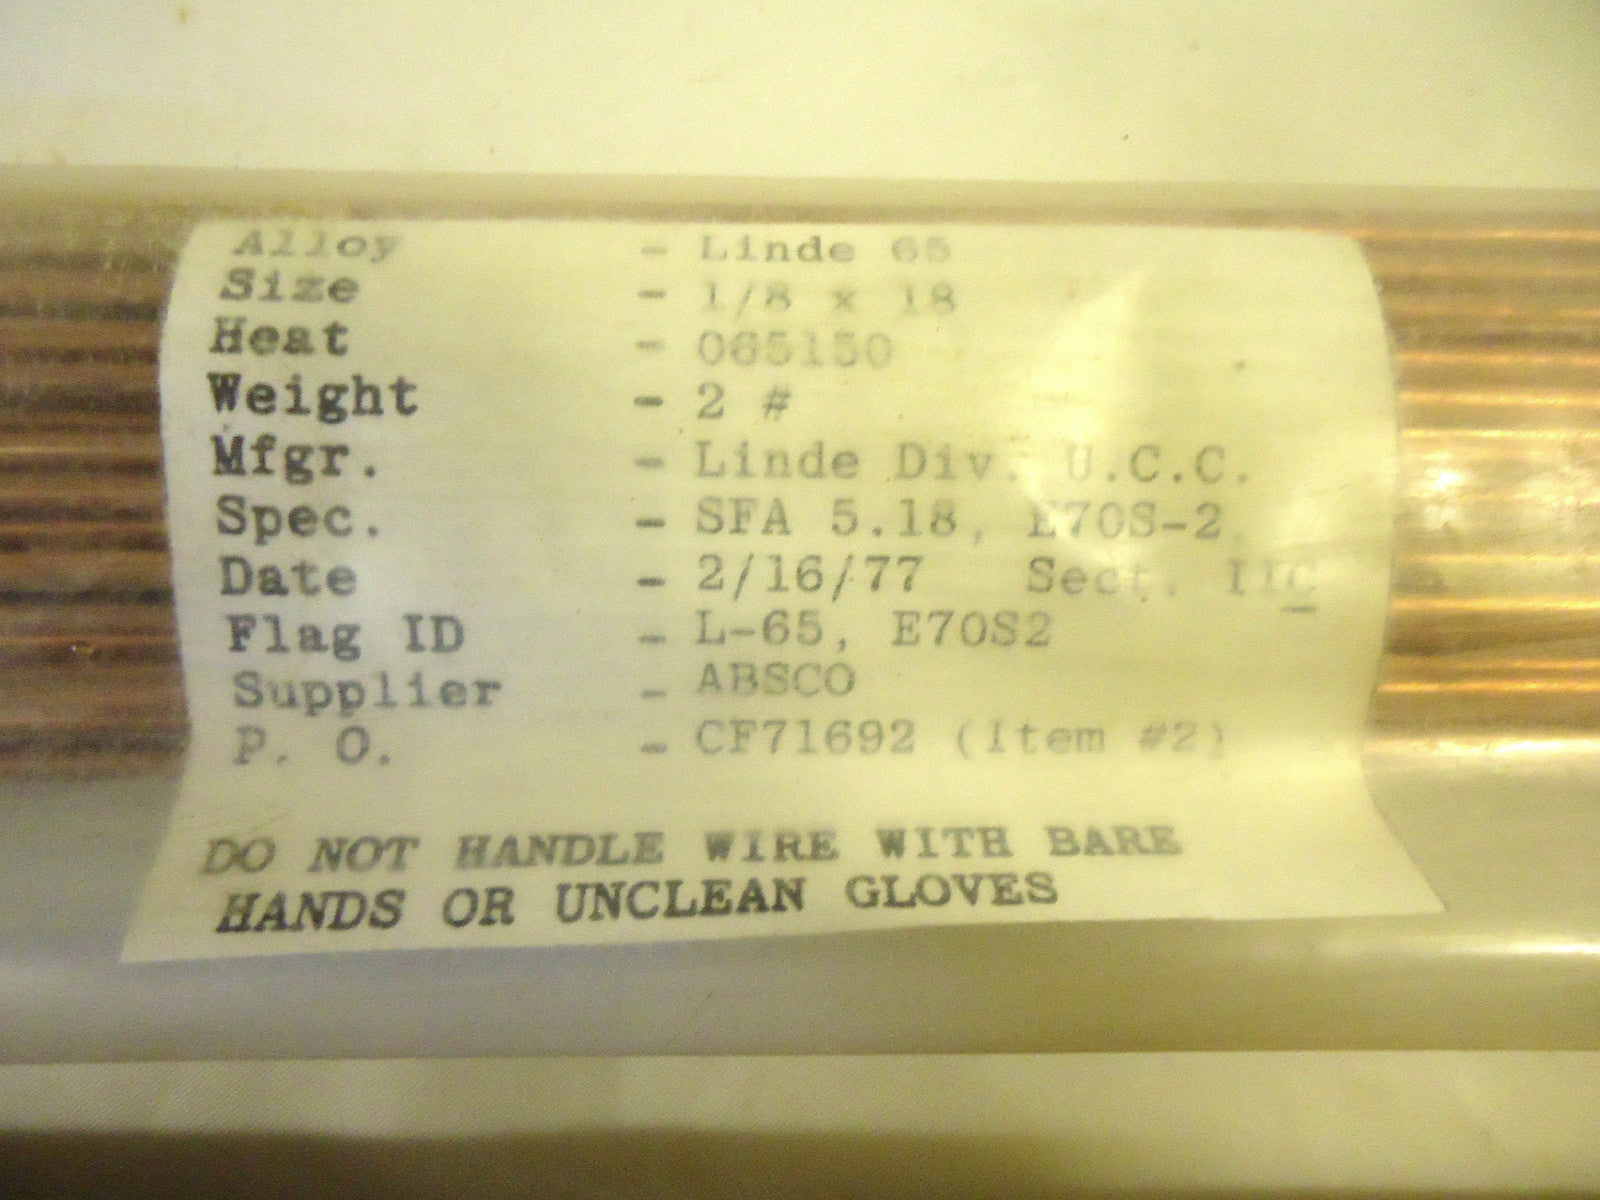 Alloy - Linde 65
Size - 1/8 x 18
Heat - 065150
Weight - 2 #
Mfgr. - Linde Div. U.C.C.
Spec. - SFA 5.18, E70S-2,
Date - 2/16/77 Sect. IIC
Flag ID - L-65, E70S2
Supplier - ABSCO
P. O. - CF71692 (Item #2)
DO NOT HANDLE WIRE WITH BARE
HANDS OR UNCLEAN GLOVES